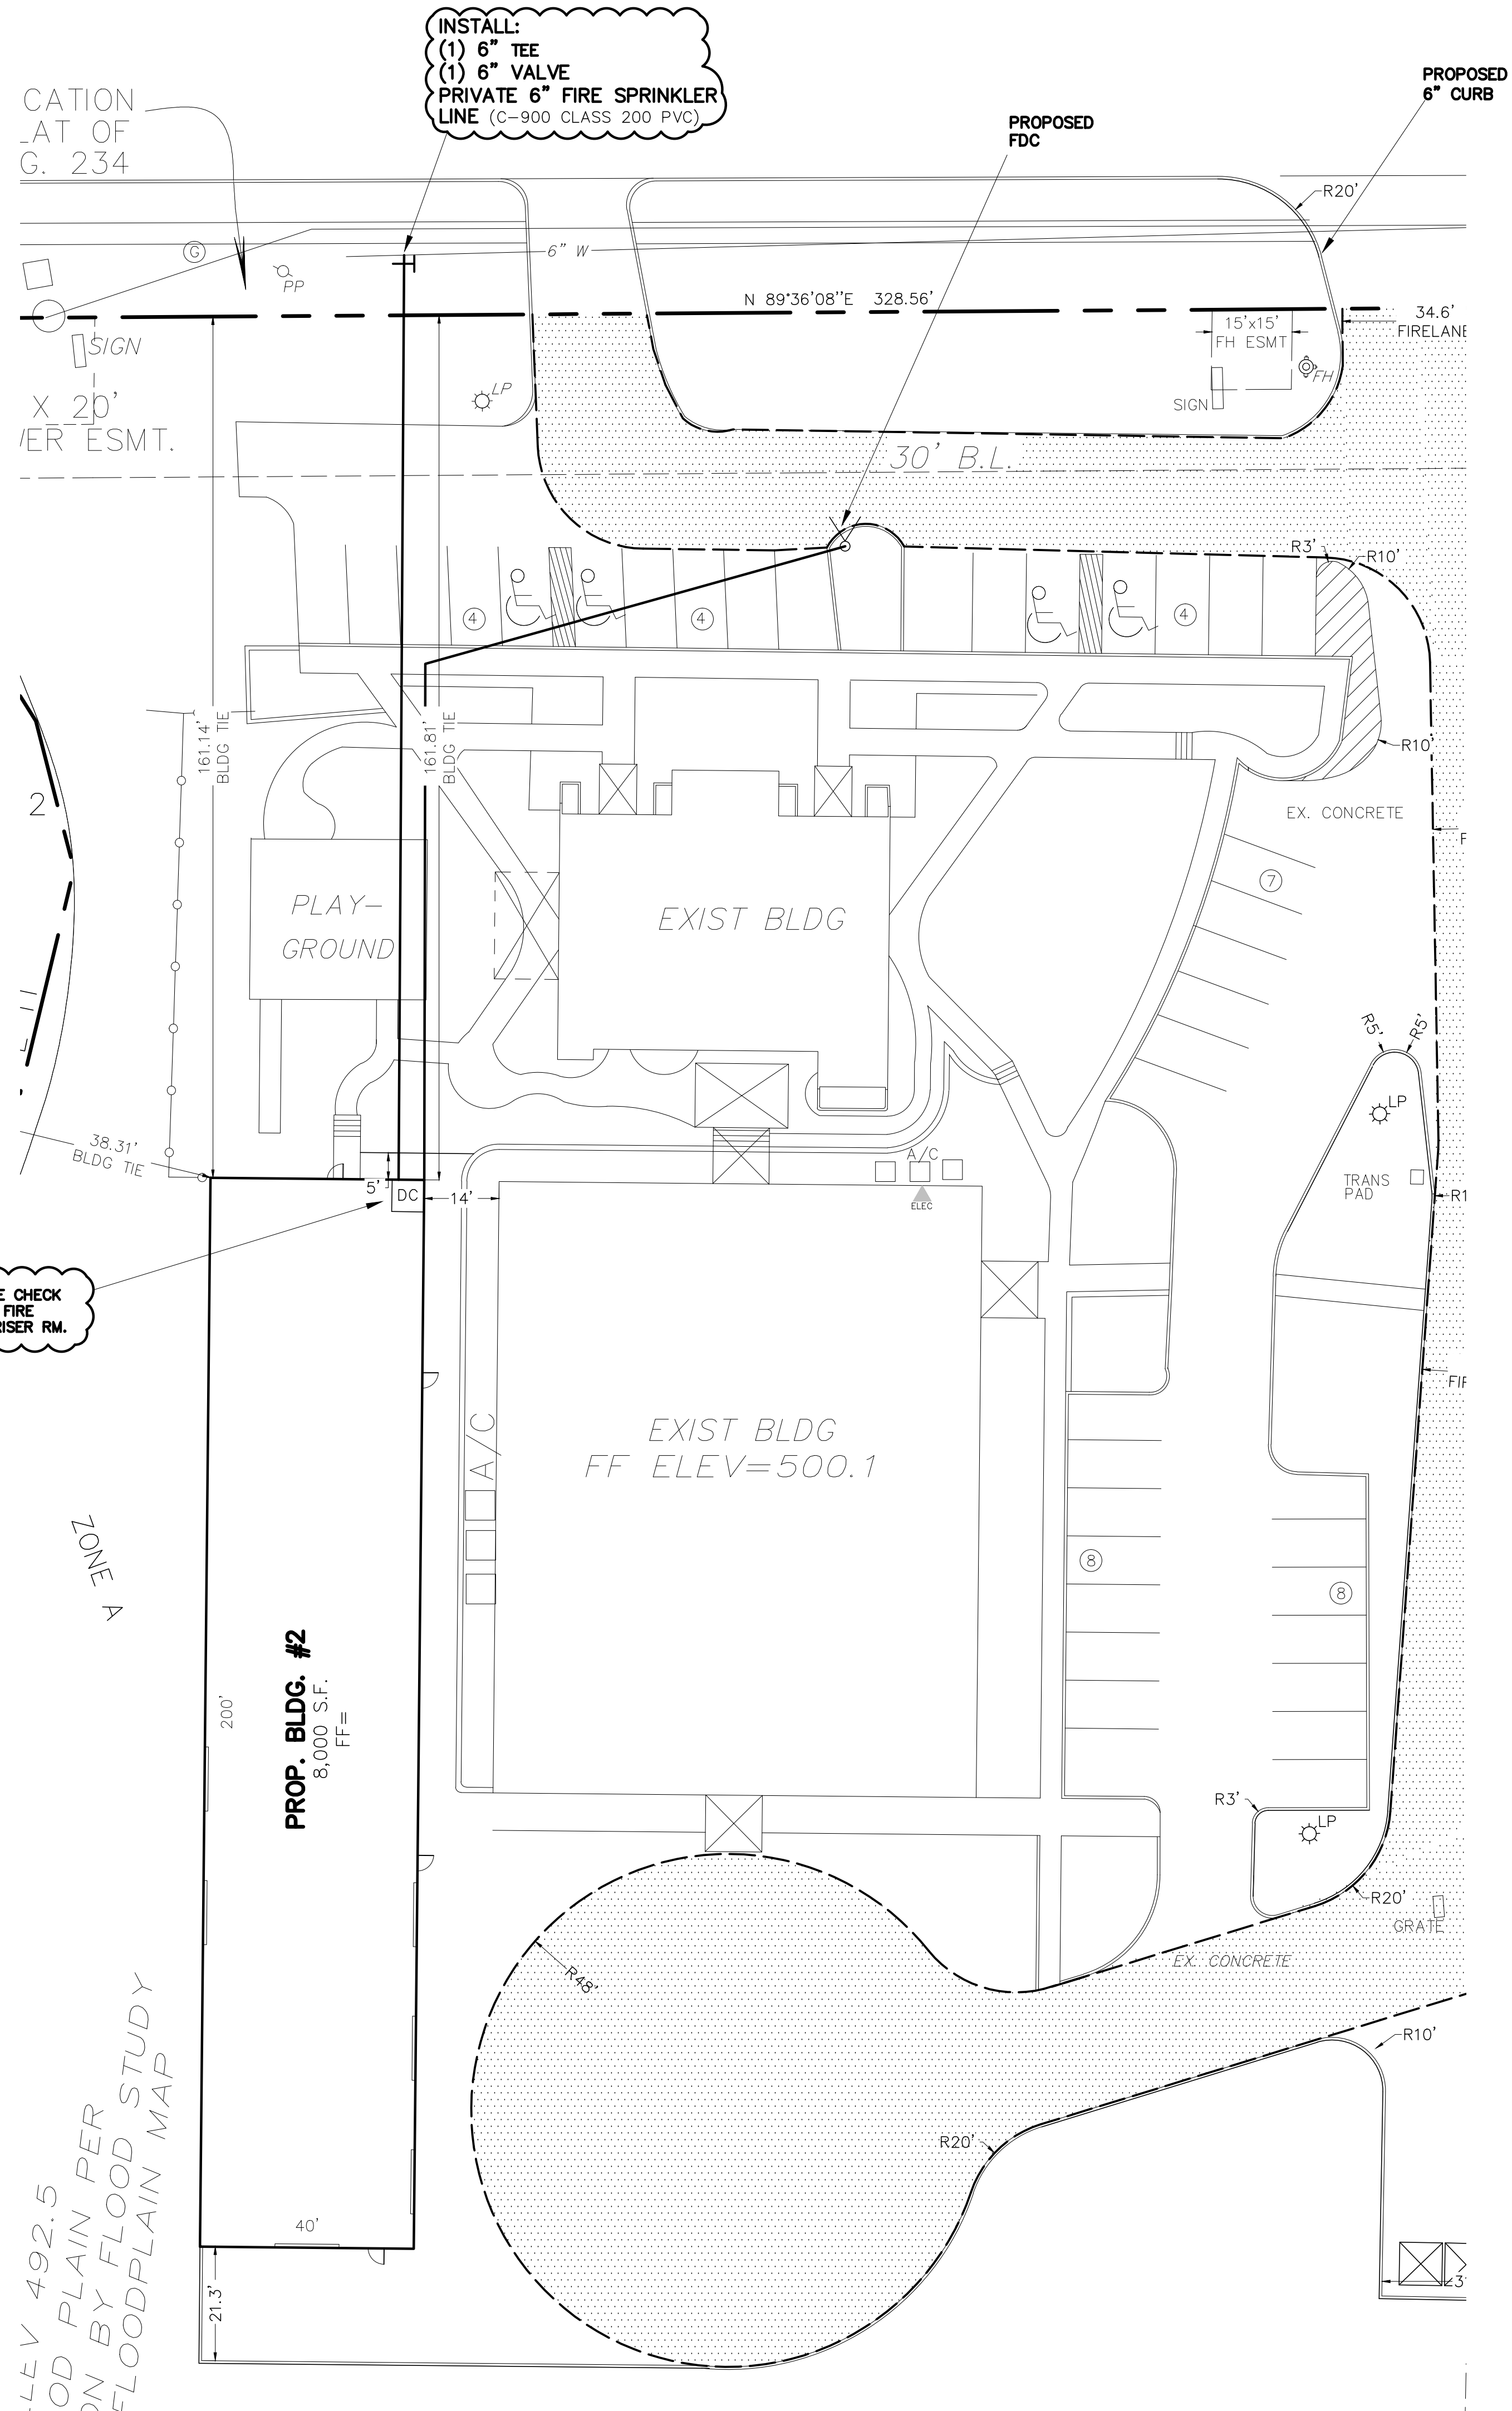 INSTALL:
(1) 6" TEE
(1) 6" VALVE
PRIVATE 6" FIRE SPRINKLER
LINE (C-900 CLASS 200 PVC)
PROPOSED
6" CURB
PROPOSED
FDC
CATION
AT OF
G. 234
R20'
G
PP
6" W
N 89°36'08"E 328.56'
15'x15'
FH ESMT
34.6'
FIRELANE
SIGN
LP
FH
SIGN
X 20'
ER ESMT.
30' B.L.
R3'
R10'
4
4
4
161.14'
BLDG TIE
161.81'
BLDG TIE
R10'
2
EX. CONCRETE
F
7
PLAY-
GROUND
EXIST BLDG
R5'
R5'
LP
38.31'
BLDG TIE
A/C
5'
DC
14'
ELEC
TRANS
PAD
R1
E CHECK
FIRE
RISER RM.
FIR
A/C
EXIST BLDG
FF ELEV=500.1
ZONE A
8
8
PROP. BLDG. #2
8,000 S.F.
FF=
200'
R3'
LP
R20'
GRATE
EX. CONCRETE
R48'
R10'
R20'
40'
21.3'
23'
LEV 492.5
OD PLAIN PER
ON BY FLOOD STUDY
FLOODPLAIN MAP